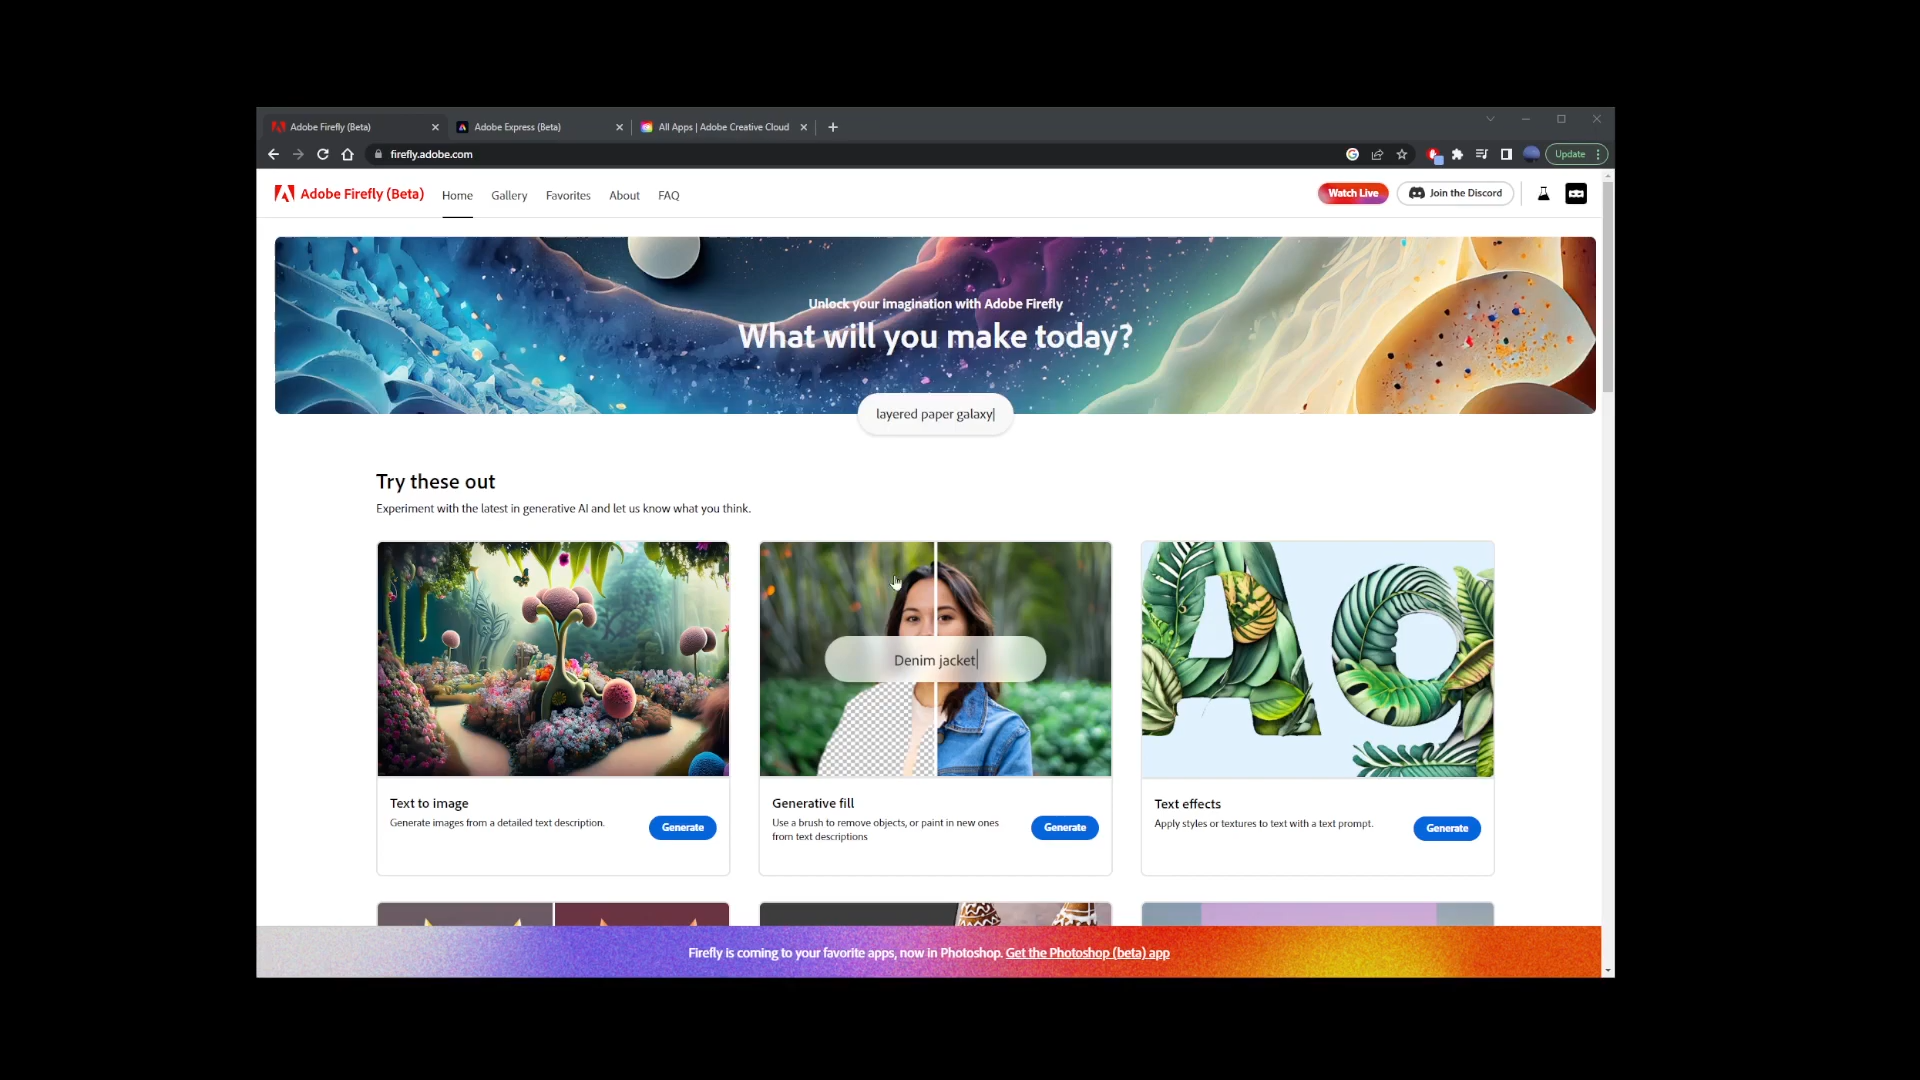 Adobe Firefly (Beta)
Adobe Express (Beta)
All Apps | Adobe Creative Cloud
firefly.adobe.com
Update
Adobe Firefly (Beta)
Home
Gallery
Favorites
About
FAQ
Watch Live
Join the Discord
Unlock your imagination with Adobe Firefly
What will you make today?
layered paper galaxy
Try these out
Experiment with the latest in generative AI and let us know what you think.
Denim jacket
Ag
Text to image
Generate images from a detailed text description.
Generate
Generative fill
Use a brush to remove objects, or paint in new ones
from text descriptions
Generate
Text effects
Apply styles or textures to text with a text prompt.
Generate
Firefly is coming to your favorite apps, now in Photoshop. Get the Photoshop (beta) app